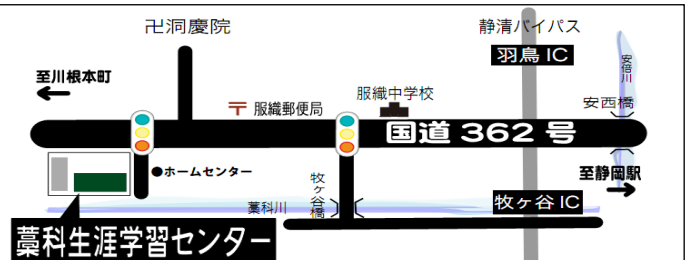 卍洞慶院
静清バイパス
羽鳥 IC
至川根本町
安倍川
〒 服織郵便局
服織中学校
安西橋
国道 362 号
●ホームセンター
至静岡駅
牧ヶ谷橋
藁科川
牧ヶ谷 IC
藁科生涯学習センター